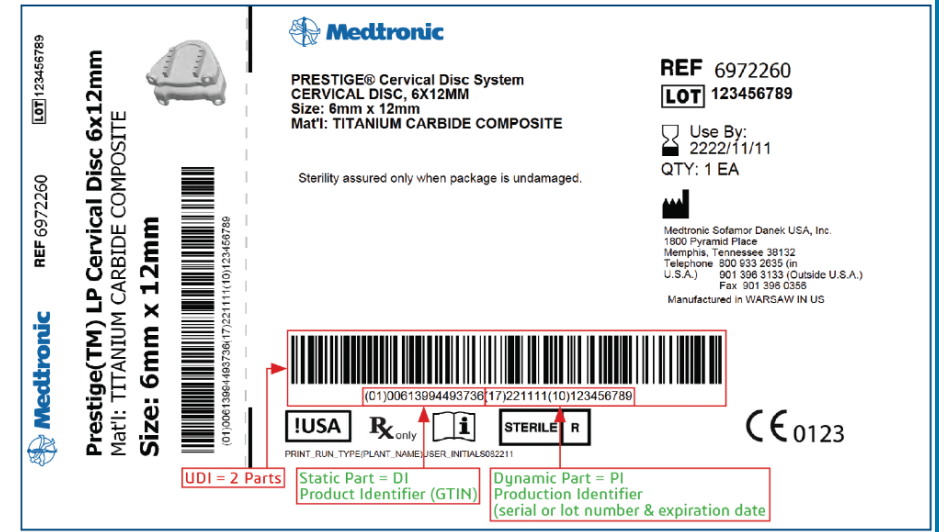 LOT 123456789
REF 6972260
Medtronic
Prestige(TM) LP Cervical Disc 6x12mm
Mat'l: TITANIUM CARBIDE COMPOSITE
Size: 6mm x 12mm
(01)00613994493736(17)221111(10)123456789
Medtronic
PRESTIGE® Cervical Disc System
CERVICAL DISC, 6X12MM
Size: 6mm x 12mm
Mat'l: TITANIUM CARBIDE COMPOSITE
Sterility assured only when package is undamaged.
REF 6972260
LOT 123456789
Use By:
2222/11/11
QTY: 1 EA
Medtronic Sofamor Danek USA, Inc.
1800 Pyramid Place
Memphis, Tennessee 38132
Telephone 800 933 2635 (in
U.S.A.) 901 396 3133 (Outside U.S.A.)
Fax 901 396 0356
Manufactured in WARSAW IN US
(01)00613994493736(17)221111(10)123456789
!USA
Rx only
i
STERILE R
CE 0123
PRINT_RUN_TYPE(PLANT_NAME)USER_INITIALS082211
UDI = 2 Parts
Static Part = DI
Product Identifier (GTIN)
Dynamic Part = PI
Production Identifier
(serial or lot number & expiration date